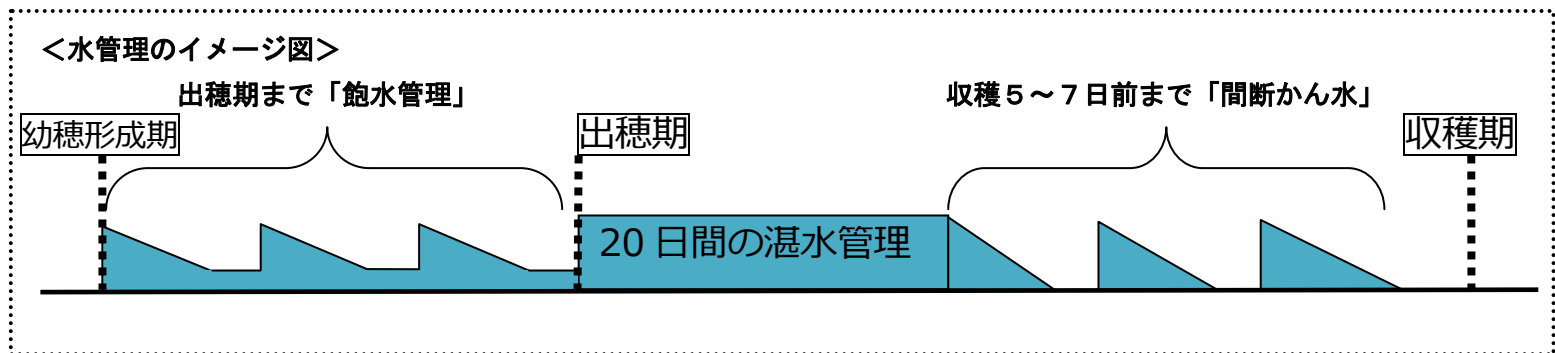 ＜水管理のイメージ図＞
出穂期まで「飽水管理」
収穫５～７日前まで「間断かん水」
幼穂形成期
出穂期
収穫期
20 日間の湛水管理